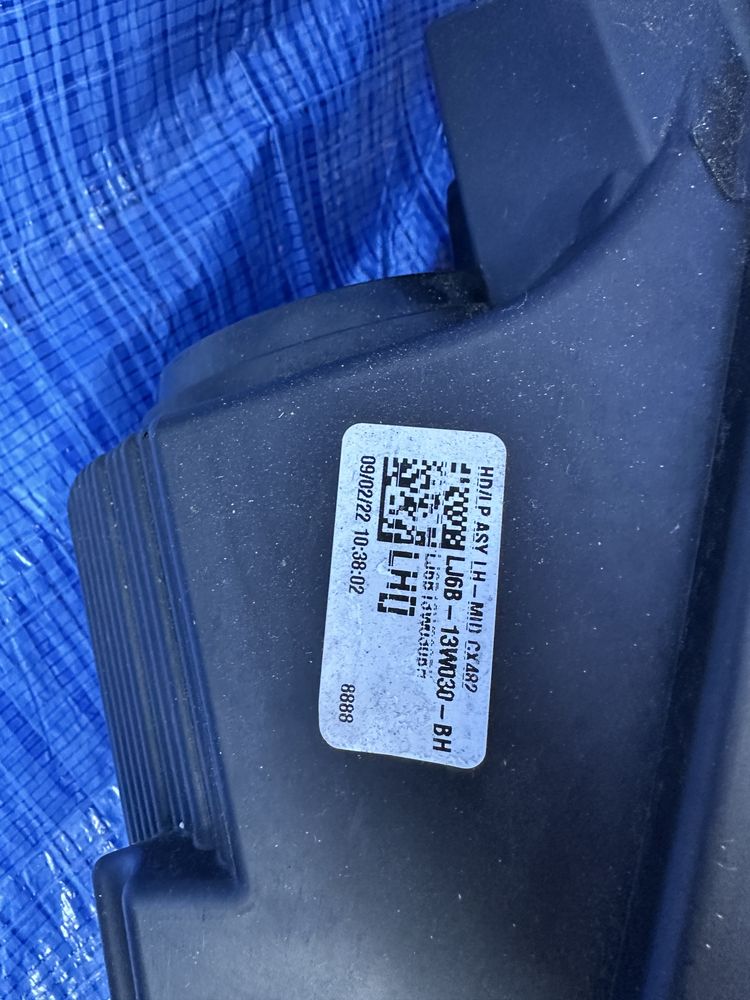 HD/LP ASY LH-MID CX482
LJ6B-13W030-BH
LHD
09/02/22 10:38:02
8888